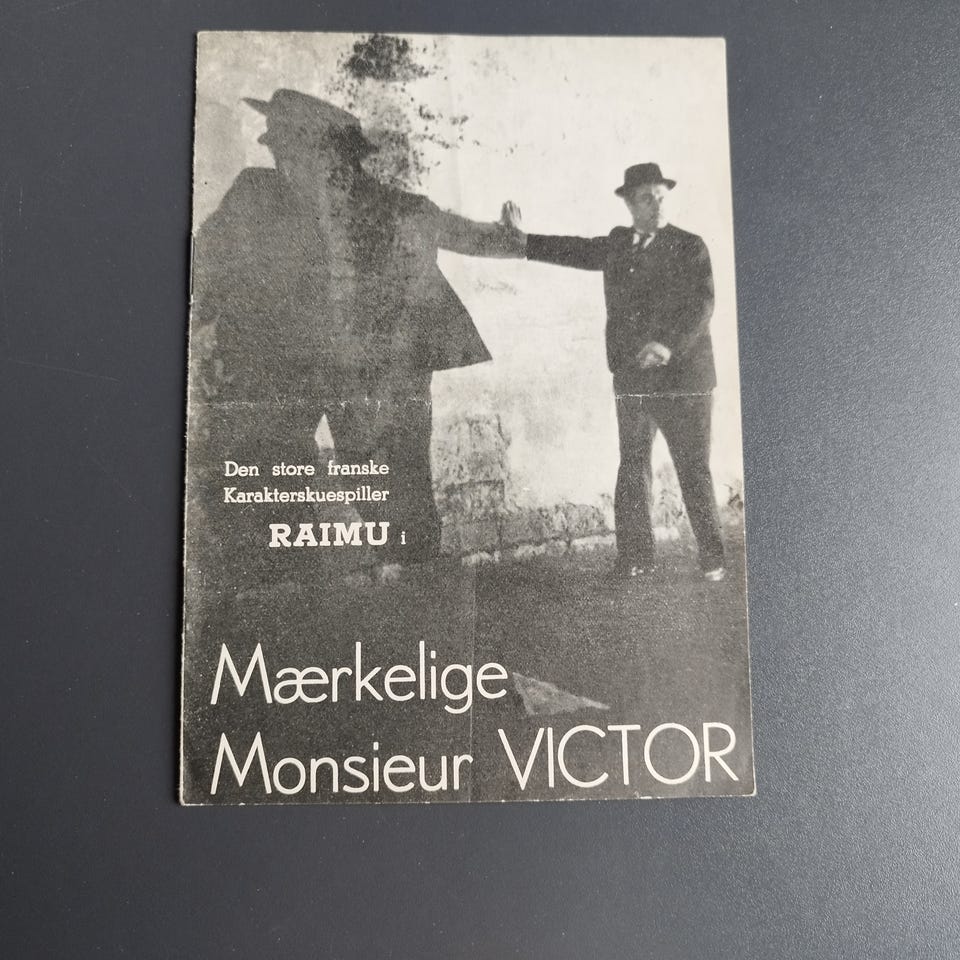 Den store franske
Karakterskuespiller
RAIMU i
Mærkelige
Monsieur VICTOR